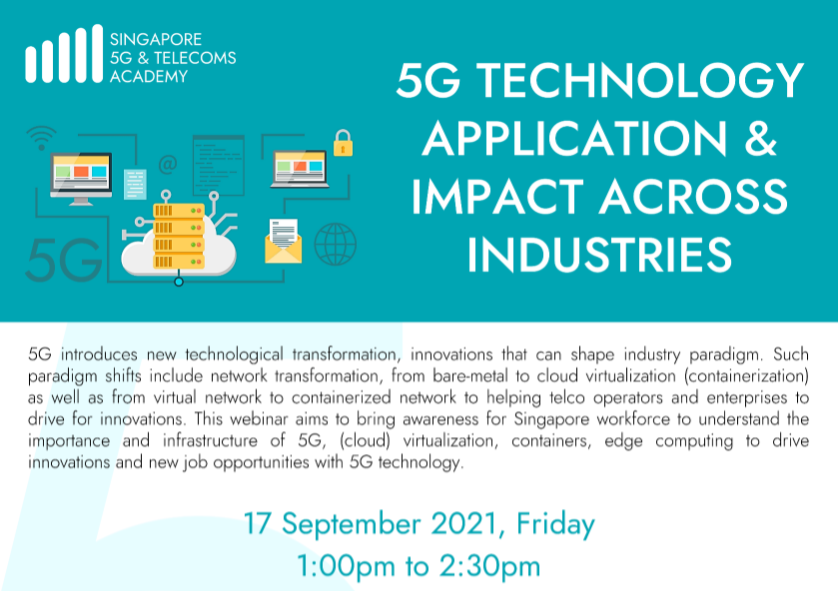 SINGAPORE
5G & TELECOMS
ACADEMY
5G TECHNOLOGY
APPLICATION &
IMPACT ACROSS
INDUSTRIES
@
5G
5G introduces new technological transformation, innovations that can shape industry paradigm. Such
paradigm shifts include network transformation, from bare-metal to cloud virtualization (containerization)
as well as from virtual network to containerized network to helping telco operators and enterprises to
drive for innovations. This webinar aims to bring awareness for Singapore workforce to understand the
importance and infrastructure of 5G, (cloud) virtualization, containers, edge computing to drive
innovations and new job opportunities with 5G technology.
17 September 2021, Friday
1:00pm to 2:30pm